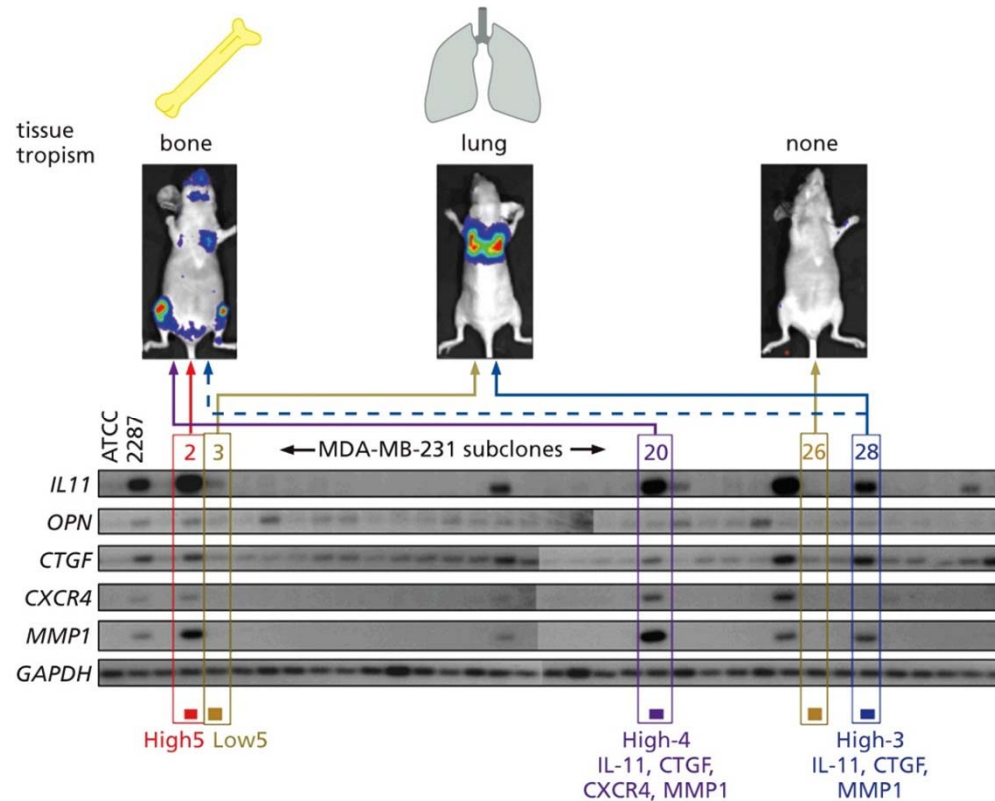 tissue
tropism
bone
lung
none
ATCC
2287
2
3
MDA-MB-231 subclones
20
26
28
IL11
OPN
CTGF
CXCR4
MMP1
GAPDH
High5
Low5
High-4
IL-11, CTGF,
CXCR4, MMP1
High-3
IL-11, CTGF,
MMP1